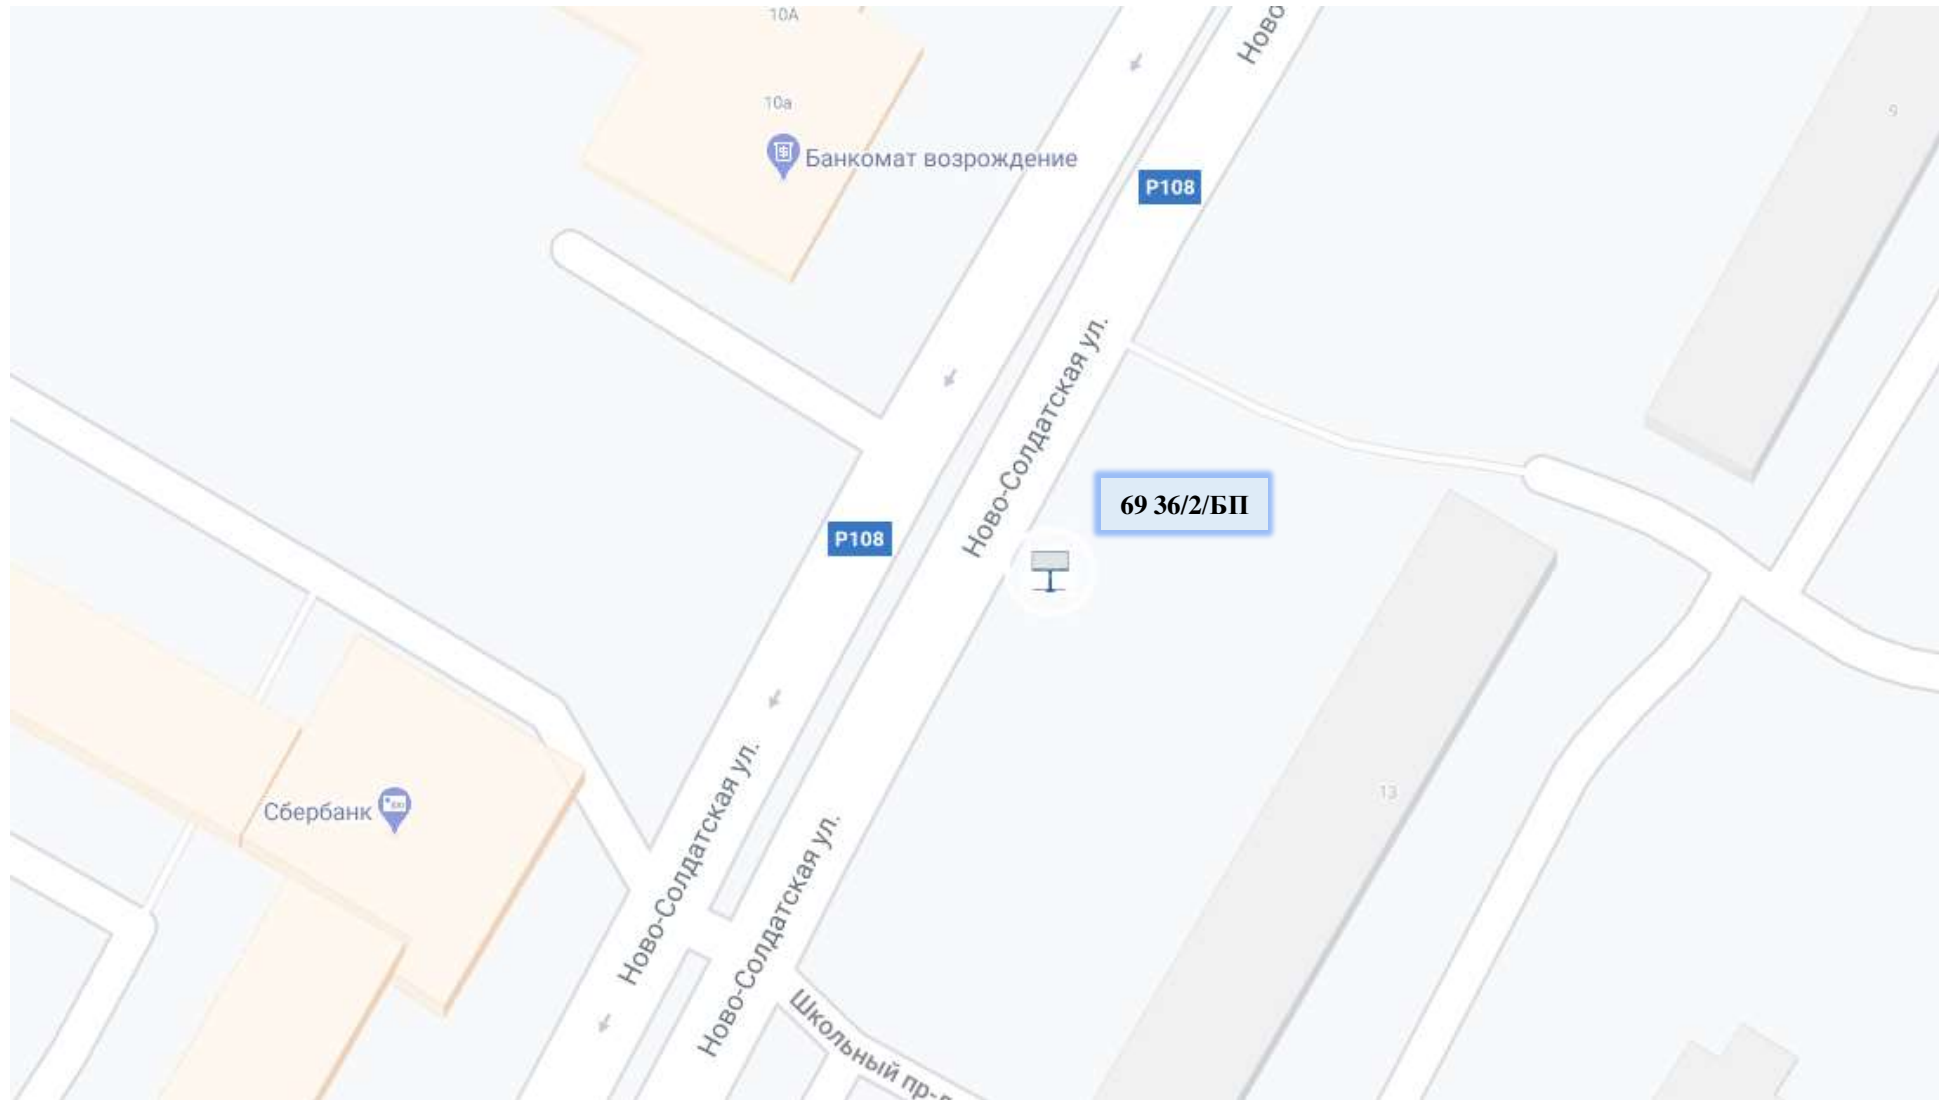 10А
Ново
10а
9
Банкомат возрождение
Р108
Ново-Солдатская ул.
69 36/2/БП
Р108
Ново-Солдатская ул.
13
Сбербанк
Ново-Солдатская ул.
Школьный пр-